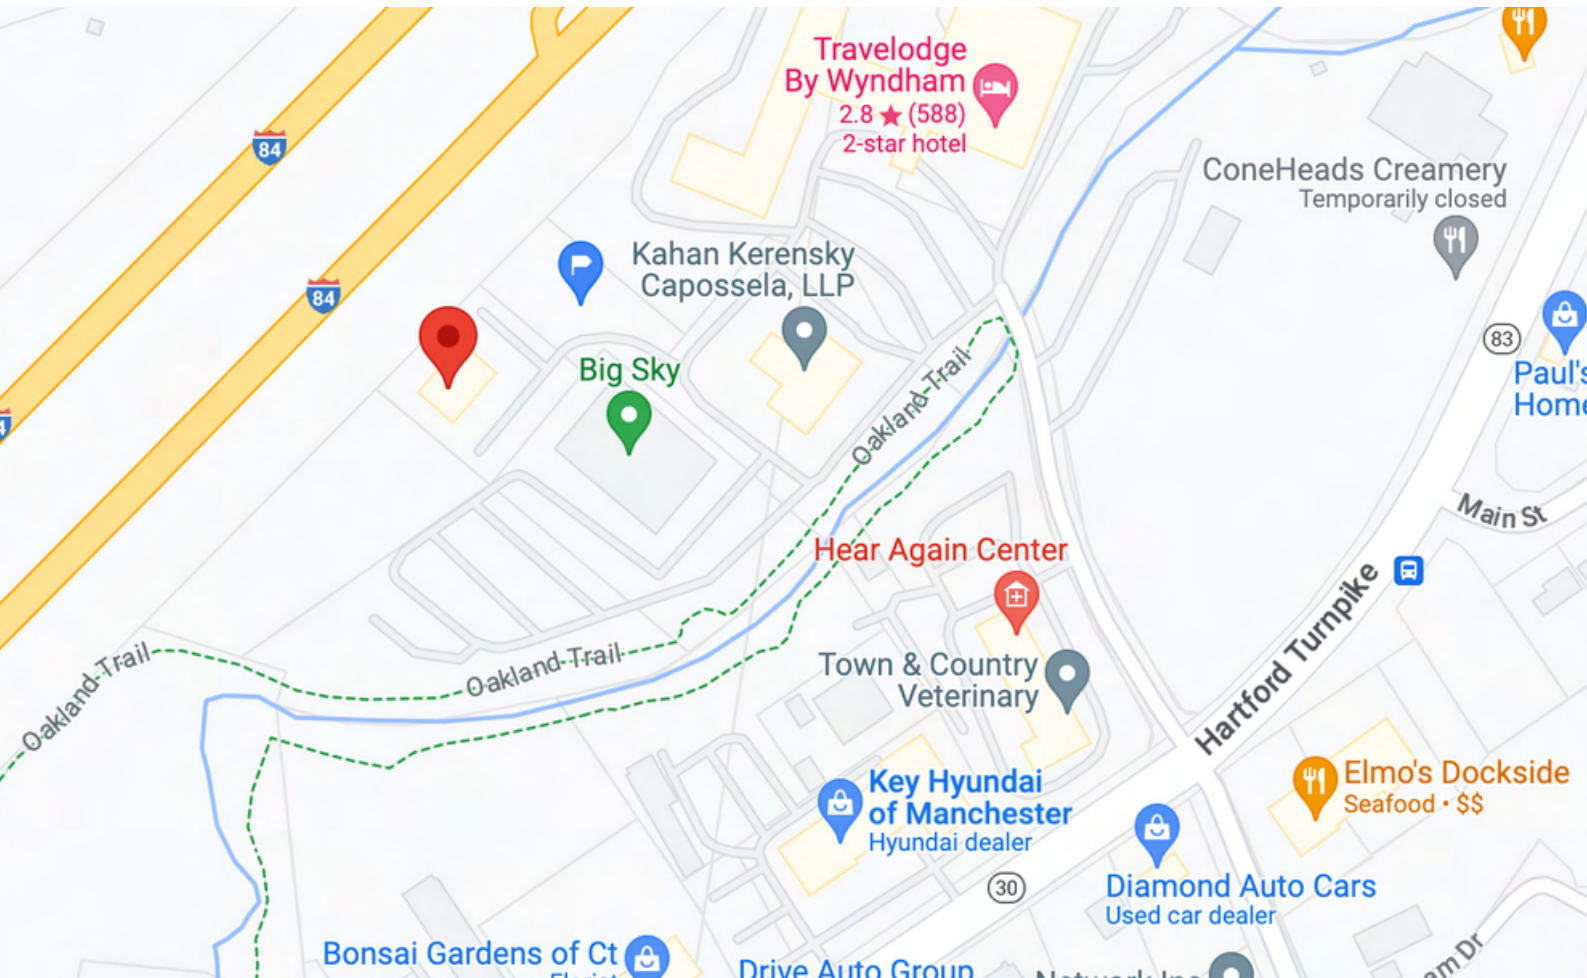 Travelodge
By Wyndham
2.8 ★ (588)
2-star hotel
84
ConeHeads Creamery
Temporarily closed
Kahan Kerensky
Capossela, LLP
84
83
Big Sky
Oakland Trail
Paul's
Home
Main St
Hear Again Center
Hartford Turnpike
Oakland Trail
Oakland Trail
Town & Country
Veterinary
Key Hyundai
of Manchester
Hyundai dealer
Elmo's Dockside
Seafood • $$
30
Diamond Auto Cars
Used car dealer
Bonsai Gardens of Ct
Florist
Drive Auto Group
Network Inc